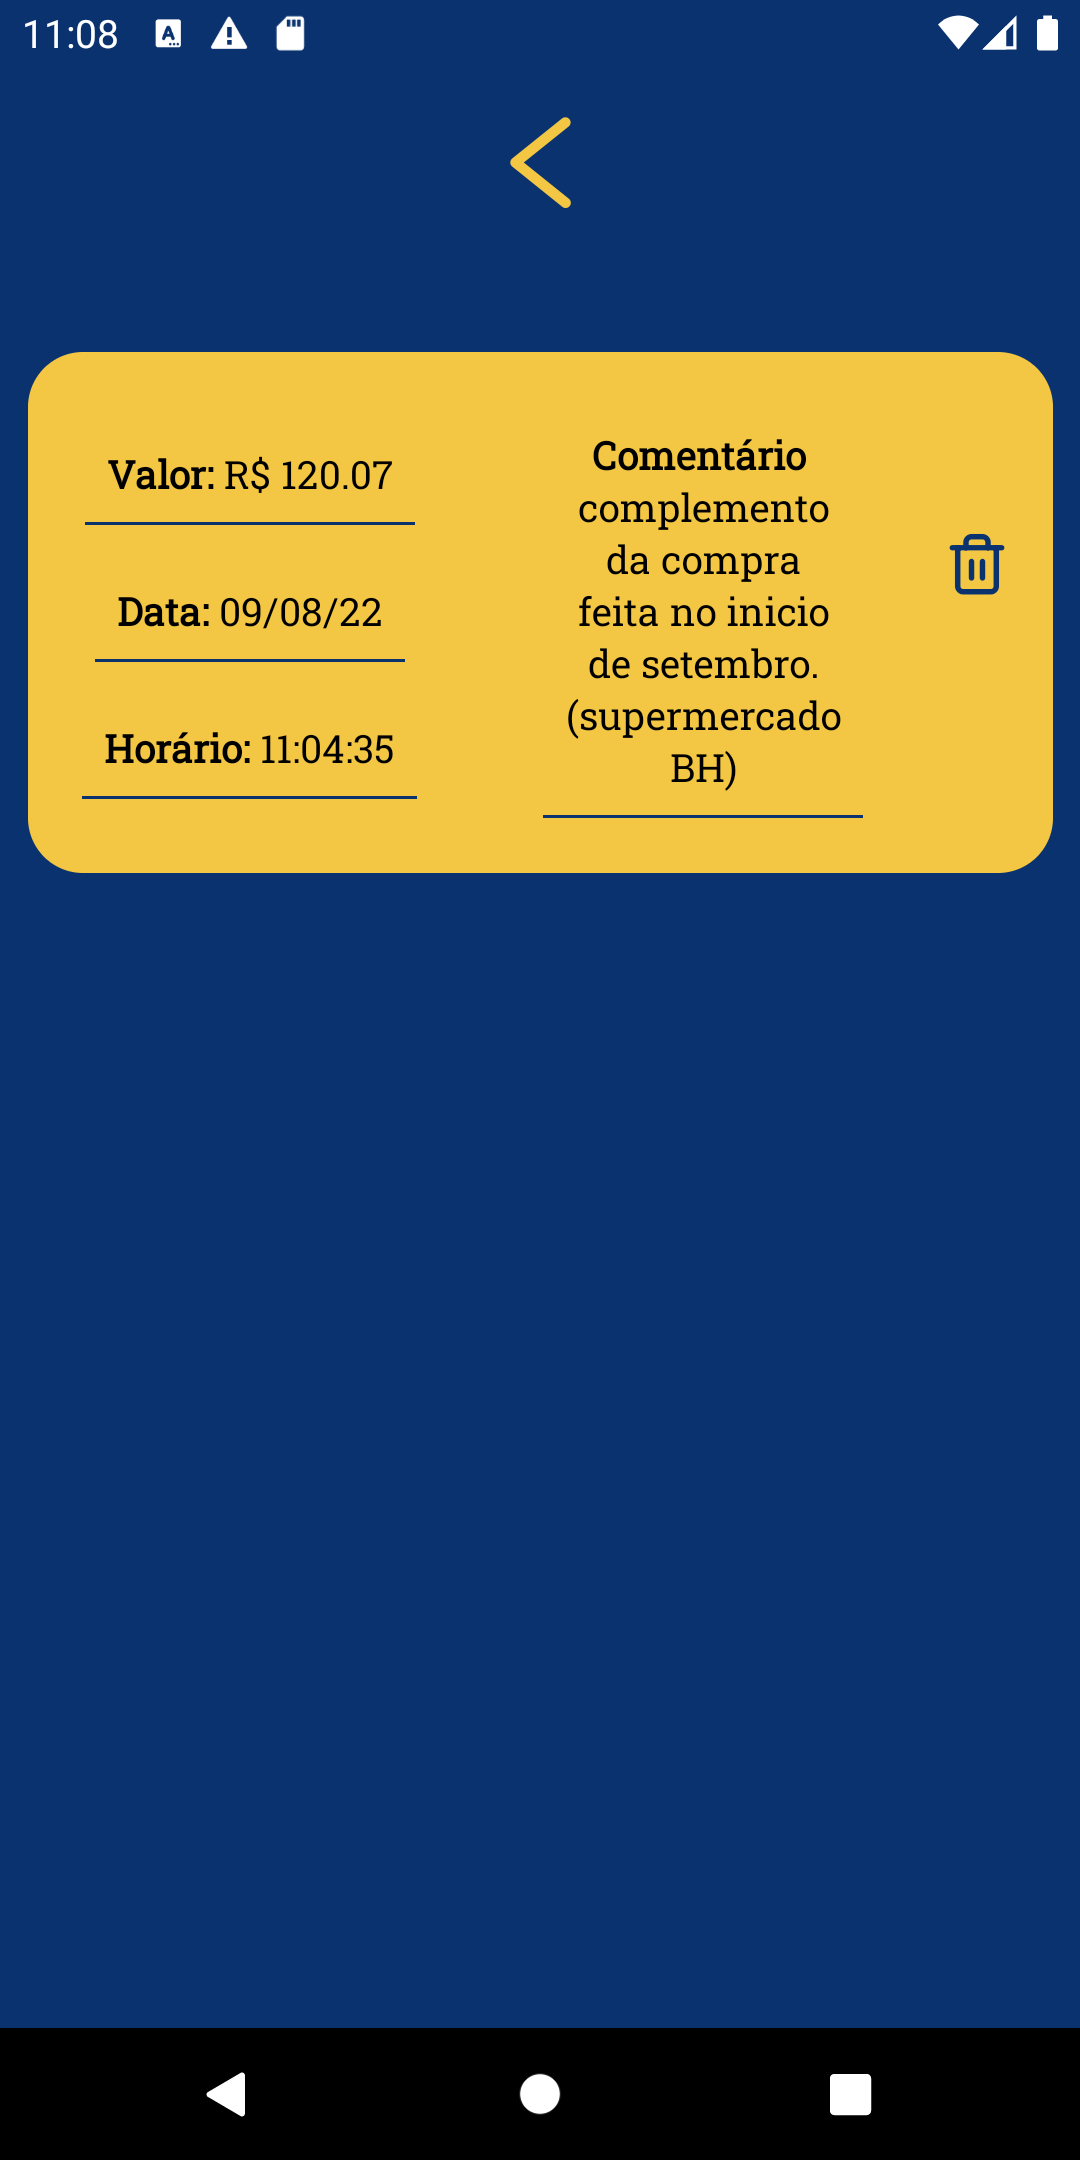 11:08
Valor: R$ 120.07
Data: 09/08/22
Horário: 11:04:35
Comentário
complemento
da compra
feita no inicio
de setembro.
(supermercado
BH)